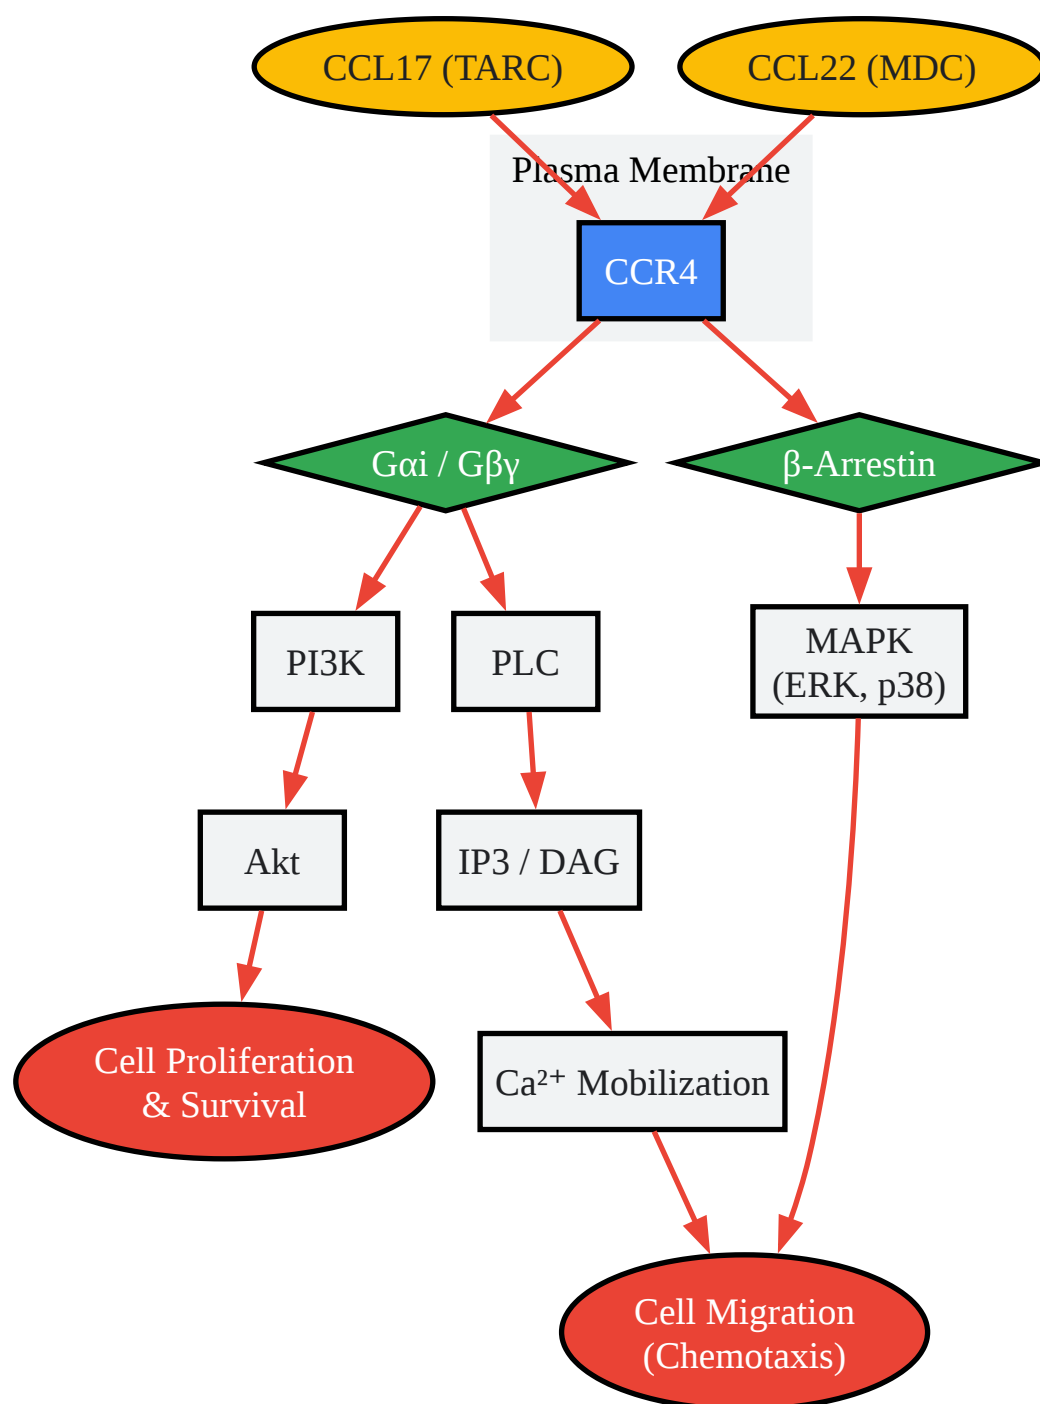 CCL17 (TARC)
CCL22 (MDC)
Plasma Membrane
CCR4
Gαi / Gβγ
β-Arrestin
PI3K
PLC
MAPK
(ERK, p38)
Akt
IP3 / DAG
Cell Proliferation
& Survival
Ca²⁺ Mobilization
Cell Migration
(Chemotaxis)